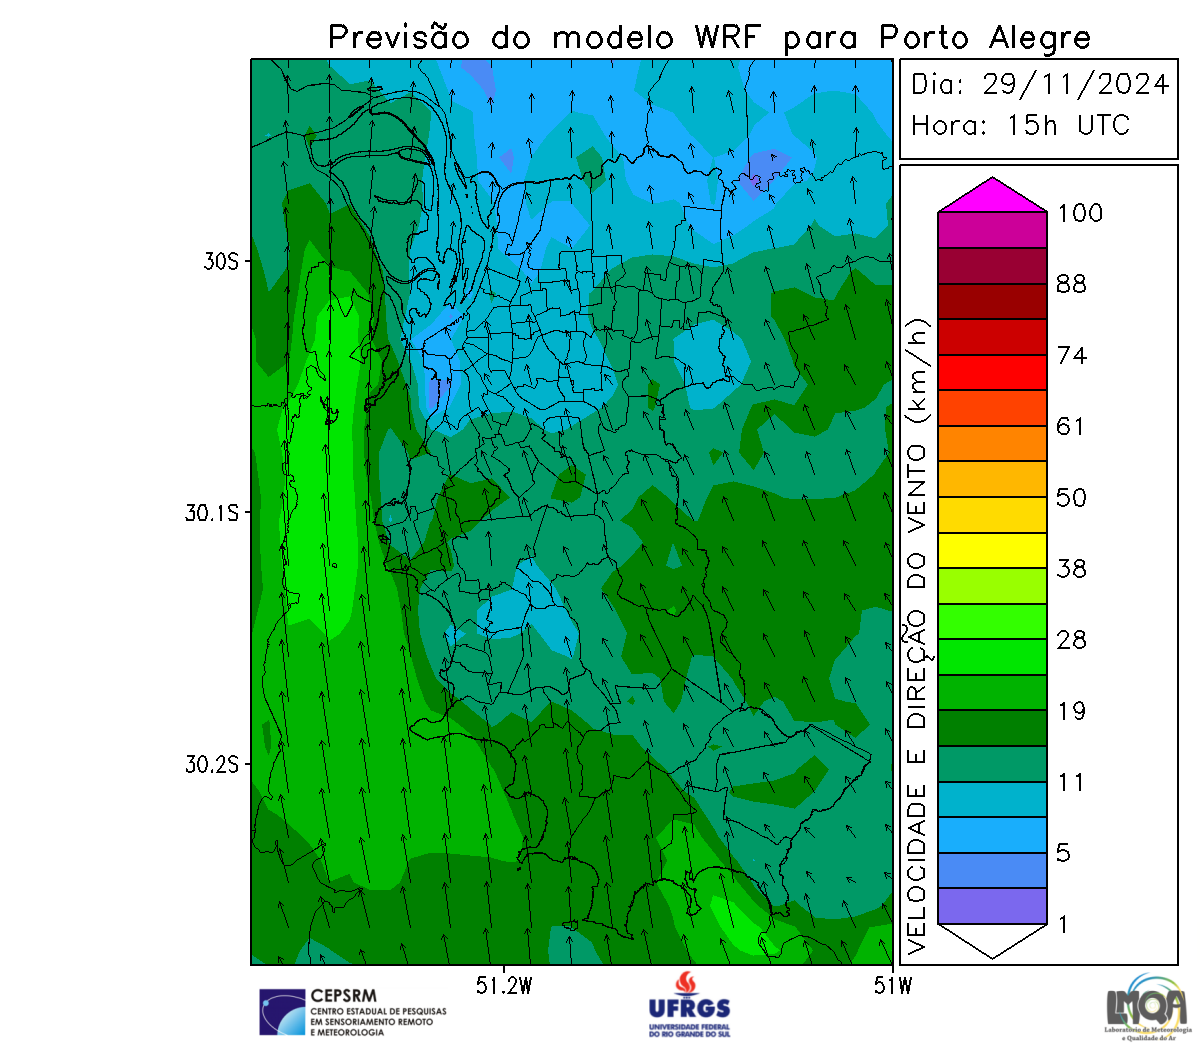 Previsão do modelo WRF para Porto Alegre
Dia: 29/11/2024
Hora: 15h UTC
30S
30.1S
30.2S
51.2W
51W
VELOCIDADE E DIREÇÃO DO VENTO (km/h)
100
88
74
61
50
38
28
19
11
5
1
CEPSRM
CENTRO ESTADUAL DE PESQUISAS
EM SENSORIAMENTO REMOTO
E METEOROLOGIA
UFRGS
UNIVERSIDADE FEDERAL
DO RIO GRANDE DO SUL
LMQA
Laboratório de Meteorologia
e Qualidade do Ar